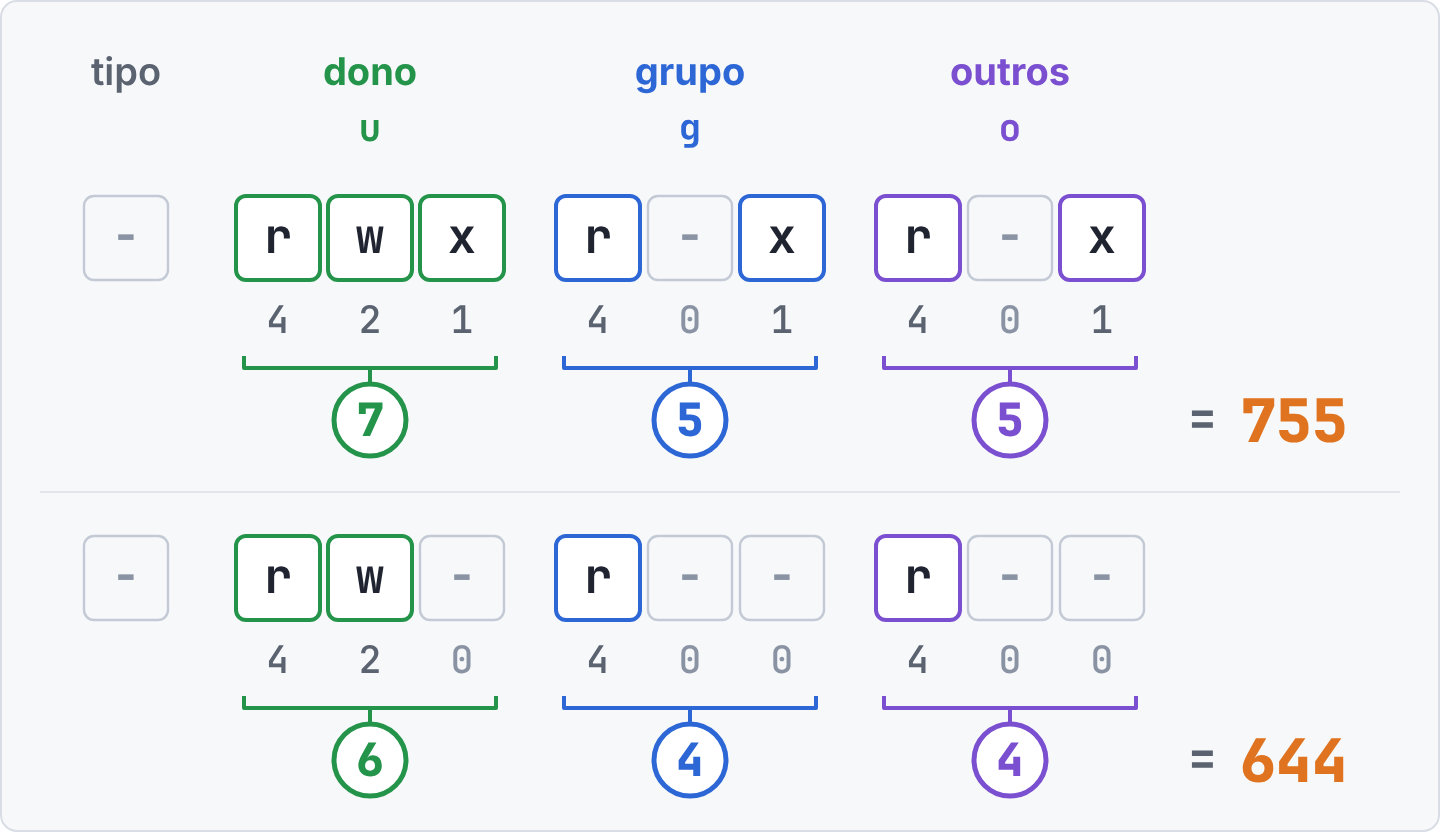 tipo dono grupo outros
u g o
- r w x r - x r - x
4 2 1 4 0 1 4 0 1
7 5 5 = 755
- r w - r - - r - -
4 2 0 4 0 0 4 0 0
6 4 4 = 644